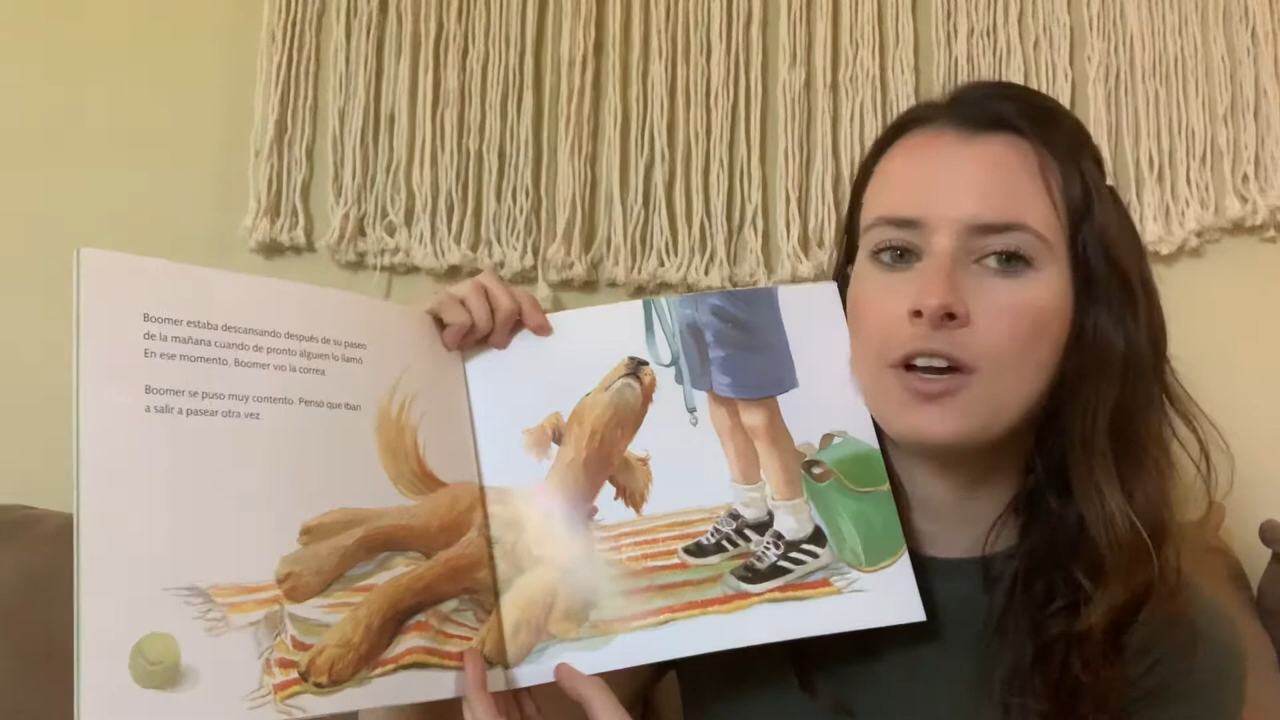 Boomer estaba descansando después de su paseo
de la mañana cuando de pronto alguien lo llamó.
En ese momento, Boomer vio la correa.
Boomer se puso muy contento. Pensó que iban
a salir a pasear otra vez.